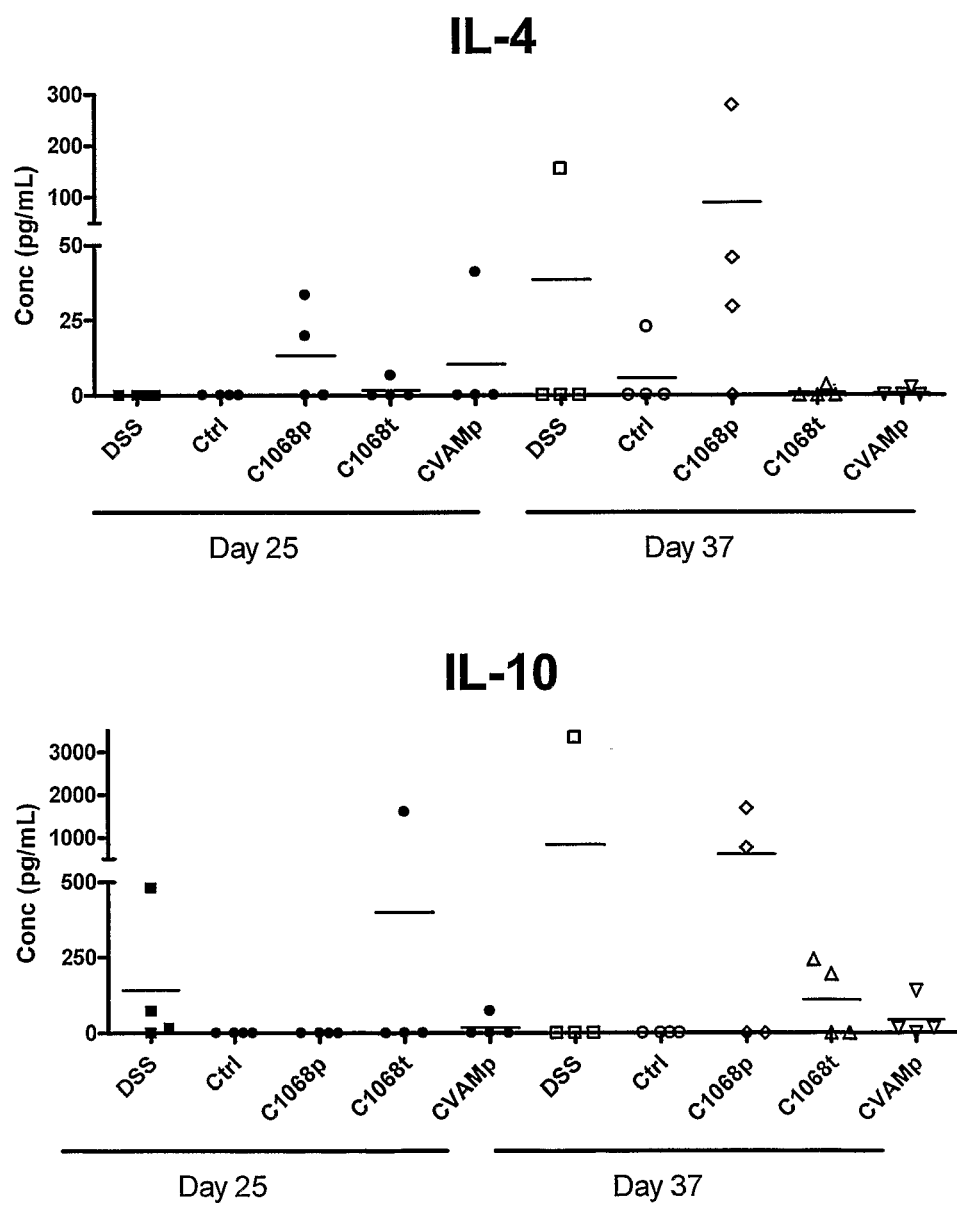 IL-4
Conc (pg/mL)
300
200
100
50
25
0
DSS Ctrl C1068p C1068t CVAMp DSS Ctrl C1068p C1068t CVAMp
Day 25 Day 37
IL-10
Conc (pg/mL)
3000
2000
1000
500
250
0
DSS Ctrl C1068p C1068t CVAMp DSS Ctrl C1068p C1068t CVAMp
Day 25 Day 37